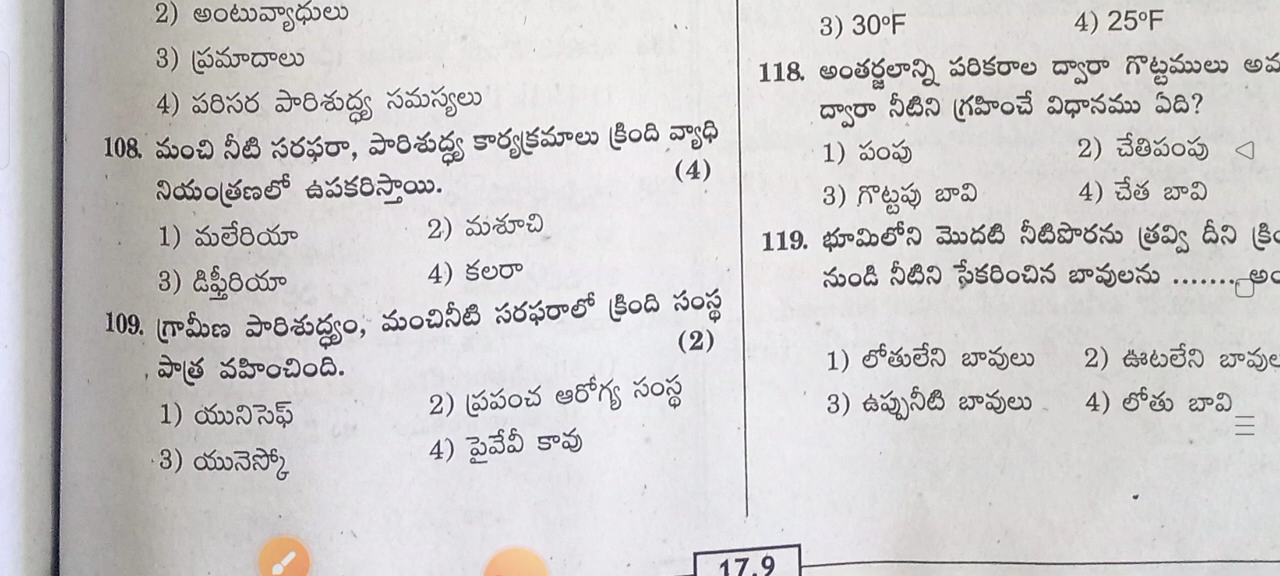 2) అంటువ్యాధులు
3) ప్రమాదాలు
4) పరిసర పారిశుద్ధ్య సమస్యలు
108. మంచి నీటి సరఫరా, పారిశుద్ధ్య కార్యక్రమాలు క్రింది వ్యాధి
నియంత్రణలో ఉపకరిస్తాయి. (4)
1) మలేరియా 2) మశూచి
3) డిఫ్తీరియా 4) కలరా
109. గ్రామీణ పారిశుద్ధ్యం, మంచినీటి సరఫరాలో క్రింది సంస్థ
పాత్ర వహించింది. (2)
1) యునిసెఫ్ 2) ప్రపంచ ఆరోగ్య సంస్థ
3) యునెస్కో 4) పైవేవీ కావు
3) 30°F 4) 25°F
118. అంతర్జలాన్ని పరికరాల ద్వారా గొట్టములు
ద్వారా నీటిని గ్రహించే విధానము ఏది?
1) పంపు 2) చేతిపంపు
3) గొట్టపు బావి 4) చేత బావి
119. భూమిలోని మొదటి నీటిపొరను త్రవ్వి దీని
నుండి నీటిని సేకరించిన బావులను .......
1) లోతులేని బావులు 2) ఊటలేని
3) ఉప్పునీటి బావులు 4) లోతు బావి
17.9